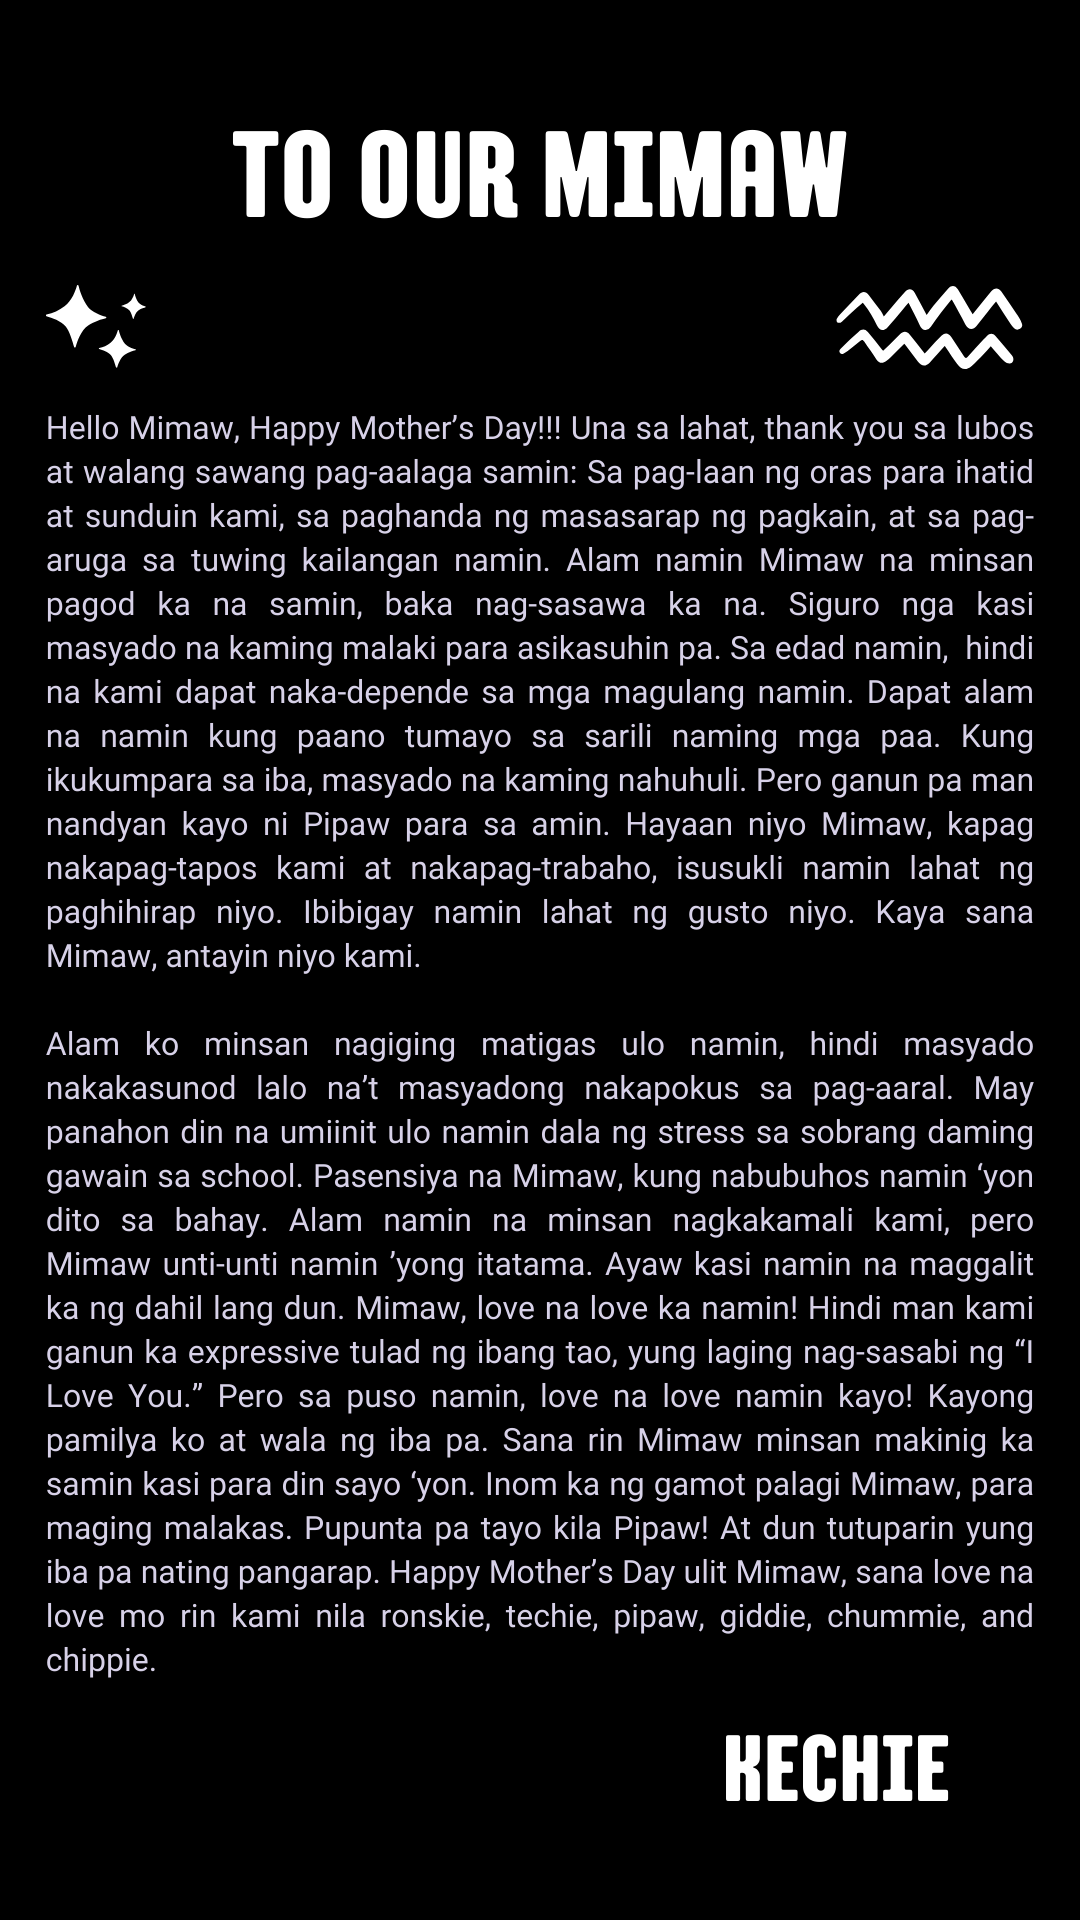 TO OUR MIMAW
Hello Mimaw, Happy Mother’s Day!!! Una sa lahat, thank you sa lubos
at walang sawang pag-aalaga samin: Sa pag-laan ng oras para ihatid
at sunduin kami, sa paghanda ng masasarap ng pagkain, at sa pag-
aruga sa tuwing kailangan namin. Alam namin Mimaw na minsan
pagod ka na samin, baka nag-sasawa ka na. Siguro nga kasi
masyado na kaming malaki para asikasuhin pa. Sa edad namin,  hindi
na kami dapat naka-depende sa mga magulang namin. Dapat alam
na namin kung paano tumayo sa sarili naming mga paa. Kung
ikukumpara sa iba, masyado na kaming nahuhuli. Pero ganun pa man
nandyan kayo ni Pipaw para sa amin. Hayaan niyo Mimaw, kapag
nakapag-tapos kami at nakapag-trabaho, isusukli namin lahat ng
paghihirap niyo. Ibibigay namin lahat ng gusto niyo. Kaya sana
Mimaw, antayin niyo kami.
Alam ko minsan nagiging matigas ulo namin, hindi masyado
nakakasunod lalo na’t masyadong nakapokus sa pag-aaral. May
panahon din na umiinit ulo namin dala ng stress sa sobrang daming
gawain sa school. Pasensiya na Mimaw, kung nabubuhos namin ‘yon
dito sa bahay. Alam namin na minsan nagkakamali kami, pero
Mimaw unti-unti namin ’yong itatama. Ayaw kasi namin na maggalit
ka ng dahil lang dun. Mimaw, love na love ka namin! Hindi man kami
ganun ka expressive tulad ng ibang tao, yung laging nag-sasabi ng “I
Love You.” Pero sa puso namin, love na love namin kayo! Kayong
pamilya ko at wala ng iba pa. Sana rin Mimaw minsan makinig ka
samin kasi para din sayo ‘yon. Inom ka ng gamot palagi Mimaw, para
maging malakas. Pupunta pa tayo kila Pipaw! At dun tutuparin yung
iba pa nating pangarap. Happy Mother’s Day ulit Mimaw, sana love na
love mo rin kami nila ronskie, techie, pipaw, giddie, chummie, and
chippie.
KECHIE